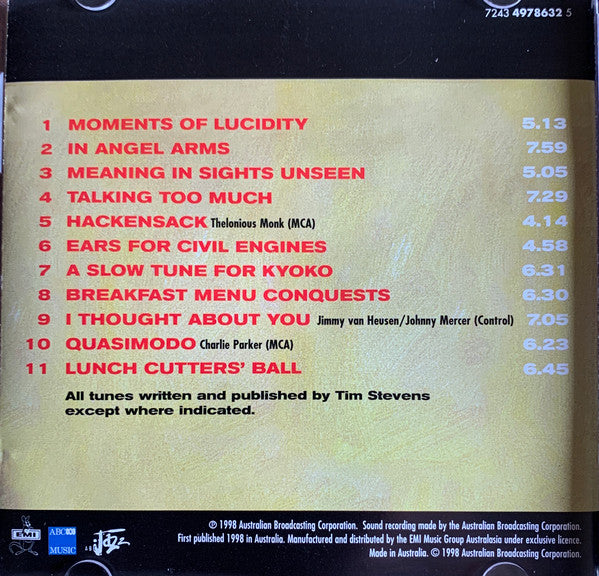 7243 4978632 5
1 MOMENTS OF LUCIDITY 5.13
2 IN ANGEL ARMS 7.59
3 MEANING IN SIGHTS UNSEEN 5.05
4 TALKING TOO MUCH 7.29
5 HACKENSACK Thelonious Monk (MCA) 4.14
6 EARS FOR CIVIL ENGINES 4.58
7 A SLOW TUNE FOR KYOKO 6.31
8 BREAKFAST MENU CONQUESTS 6.30
9 I THOUGHT ABOUT YOU Jimmy van Heusen/Johnny Mercer (Control) 7.05
10 QUASIMODO Charlie Parker (MCA) 6.23
11 LUNCH CUTTERS' BALL 6.45
All tunes written and published by Tim Stevens
except where indicated.
℗ 1998 Australian Broadcasting Corporation. Sound recording made by the Australian Broadcasting Corporation.
First published 1998 in Australia. Manufactured and distributed by the EMI Music Group Australasia under exclusive licence.
Made in Australia. © 1998 Australian Broadcasting Corporation.
EMI
ABC
MUSIC
Jazz